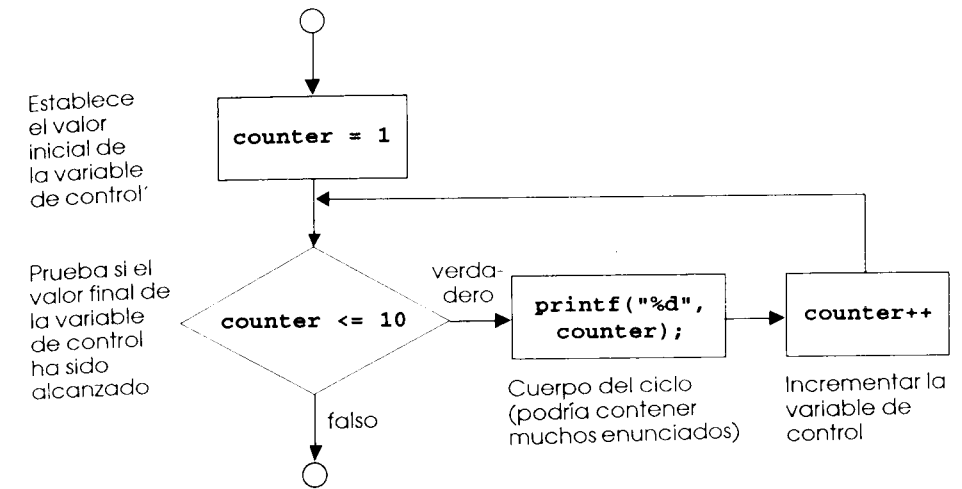 Establece
el valor
inicial de
la variable
de control
counter = 1
Prueba si el
valor final de
la variable
de control
ha sido
alcanzado
counter <= 10
verda-
dero
printf("%d",
counter);
counter++
Cuerpo del ciclo
(podría contener
muchos enunciados)
Incrementar la
variable de
control
falso